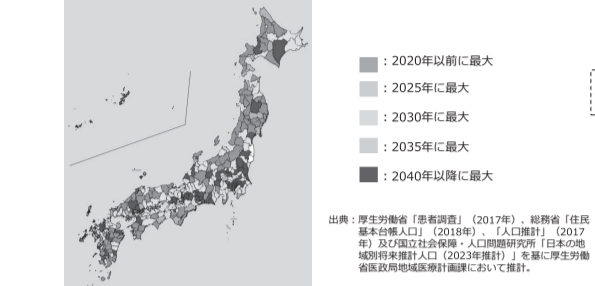 ：2020年以前に最大
：2025年に最大
：2030年に最大
：2035年に最大
：2040年以降に最大
出典：厚生労働省「患者調査」（2017年）、総務省「住民
基本台帳人口」（2018年）、「人口推計」（2017
年）及び国立社会保障・人口問題研究所「日本の地
域別将来推計人口（2023年推計）」を基に厚生労働
省医政局地域医療計画課において推計。